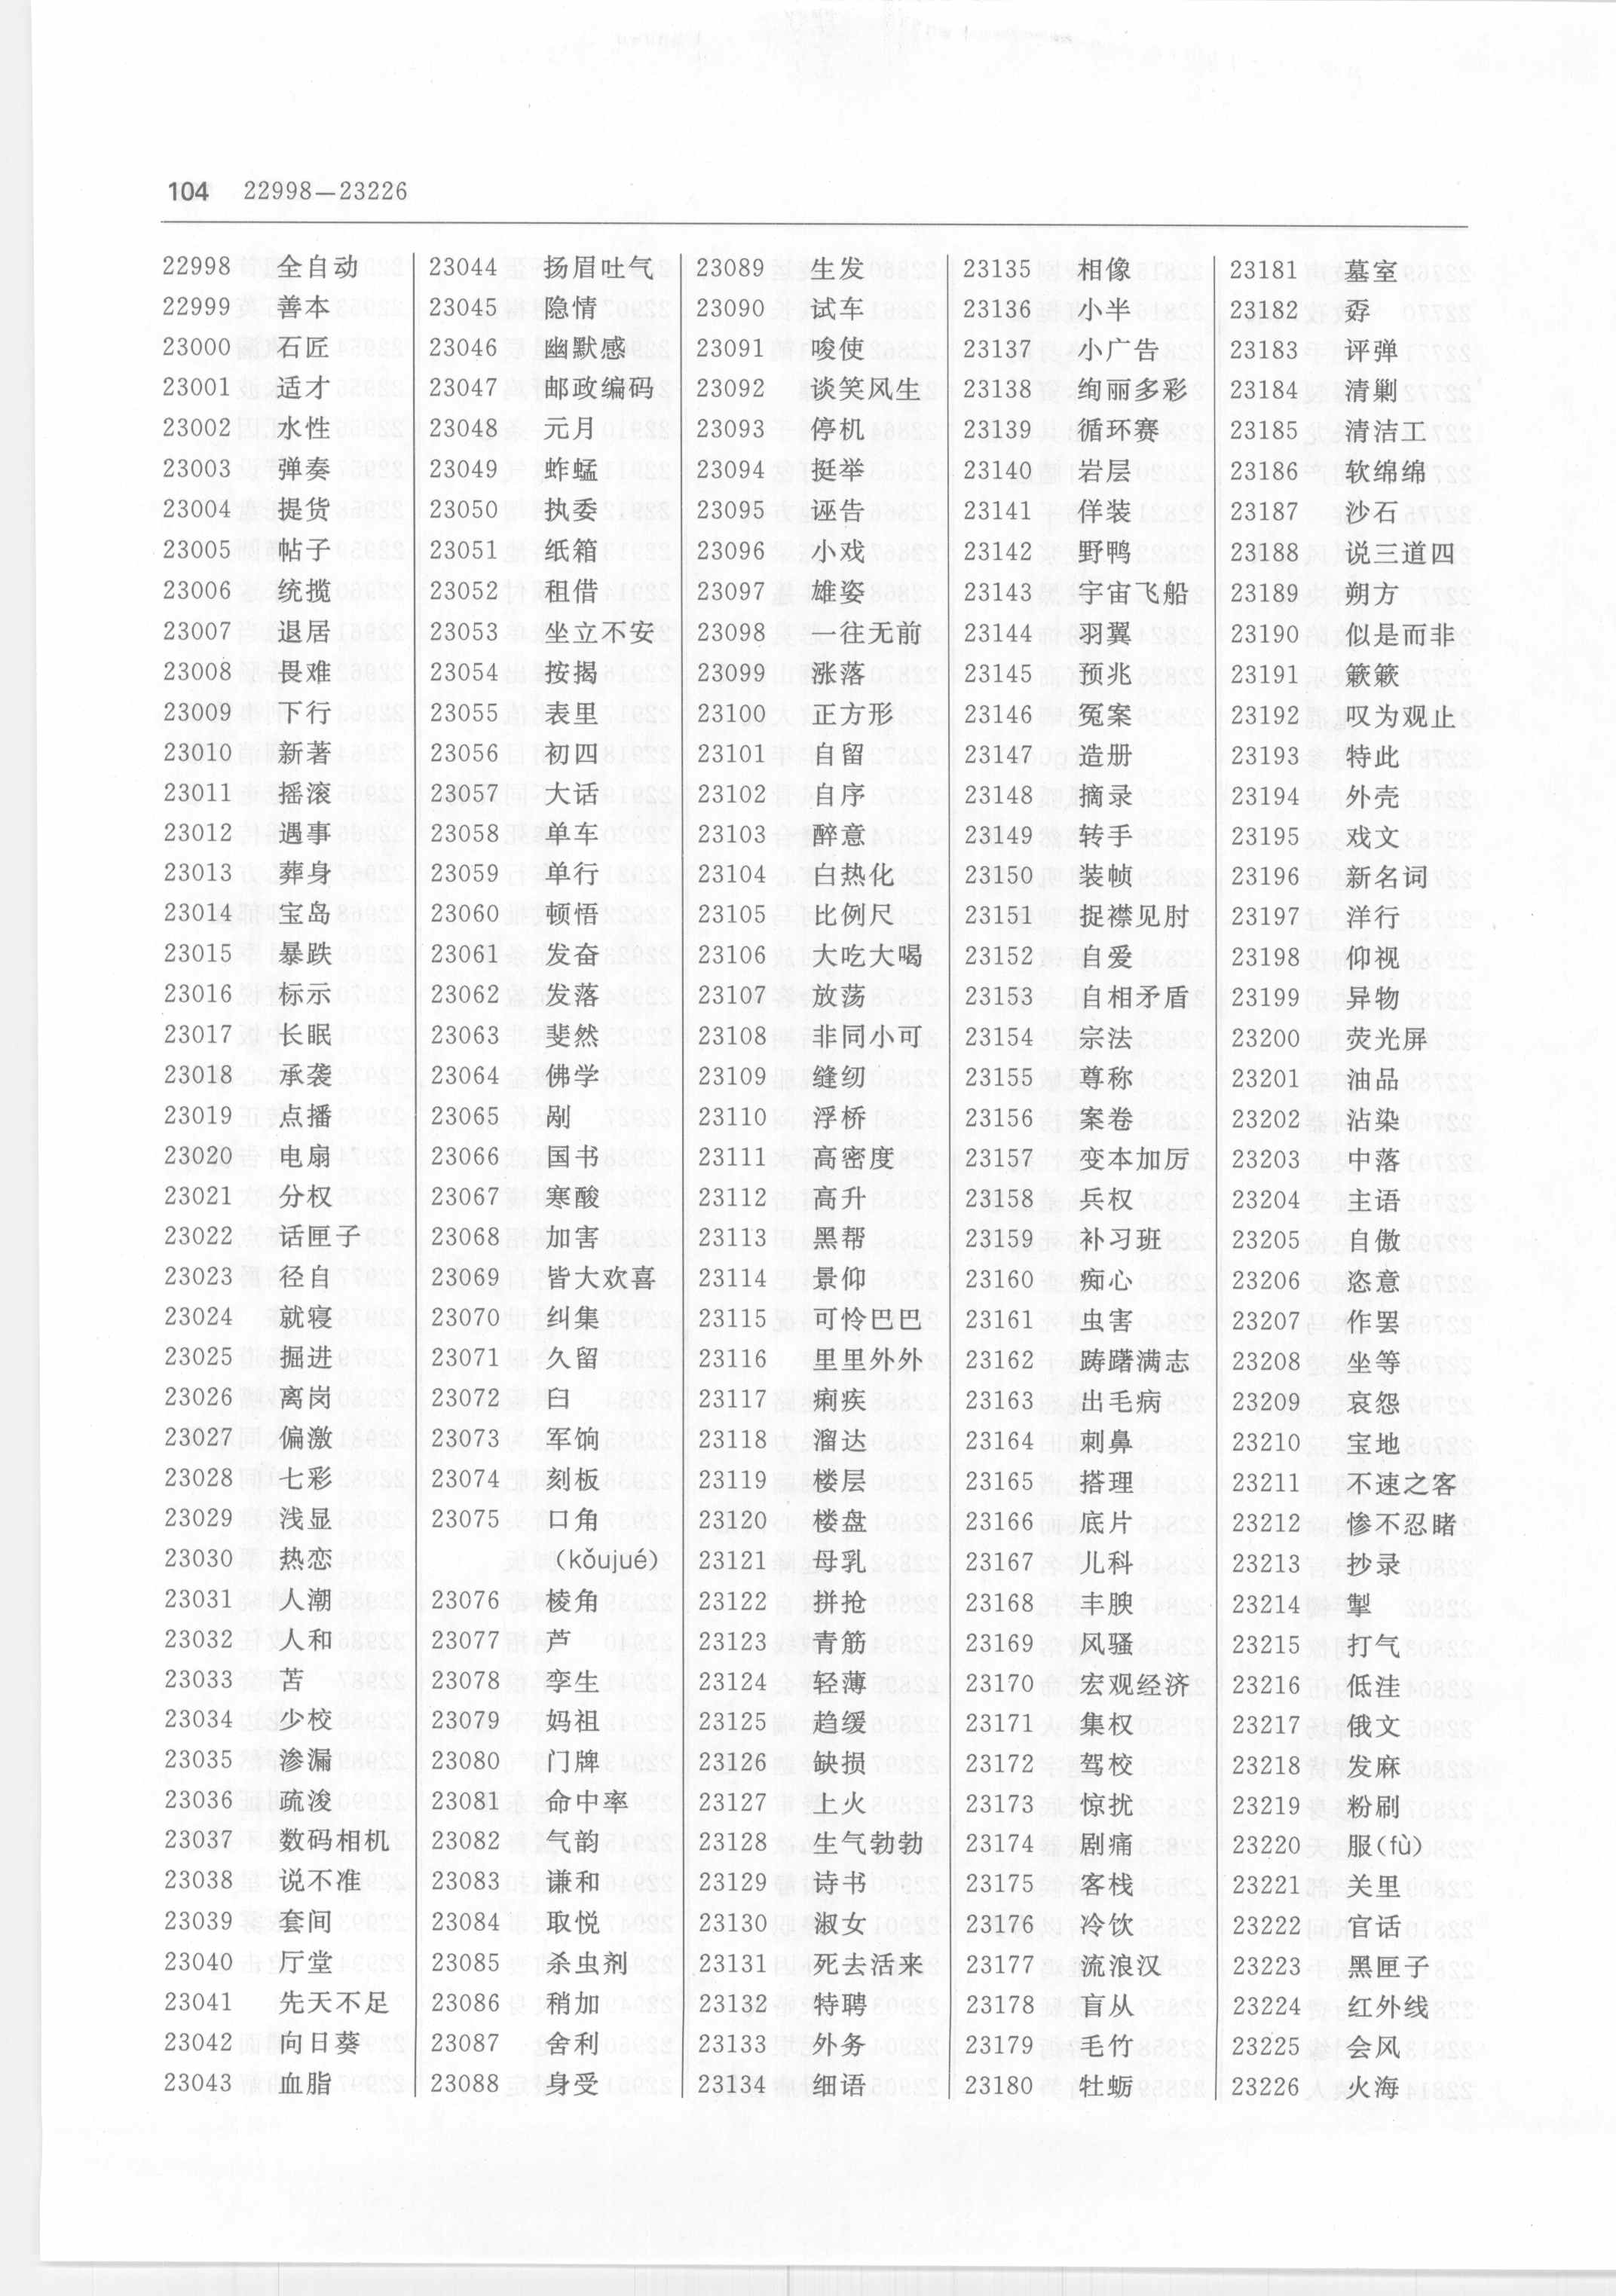 104 22998—23226
22998 全自动
22999 善本
23000 石匠
23001 适才
23002 水性
23003 弹奏
23004 提货
23005 帖子
23006 统揽
23007 退居
23008 畏难
23009 下行
23010 新著
23011 摇滚
23012 遇事
23013 葬身
23014 宝岛
23015 暴跌
23016 标示
23017 长眠
23018 承袭
23019 点播
23020 电扇
23021 分权
23022 话匣子
23023 径自
23024 就寝
23025 掘进
23026 离岗
23027 偏激
23028 七彩
23029 浅显
23030 热恋
23031 人潮
23032 人和
23033 苫
23034 少校
23035 渗漏
23036 疏浚
23037 数码相机
23038 说不准
23039 套间
23040 厅堂
23041 先天不足
23042 向日葵
23043 血脂
23044 扬眉吐气
23045 隐情
23046 幽默感
23047 邮政编码
23048 元月
23049 蚱蜢
23050 执委
23051 纸箱
23052 租借
23053 坐立不安
23054 按揭
23055 表里
23056 初四
23057 大话
23058 单车
23059 单行
23060 顿悟
23061 发奋
23062 发落
23063 斐然
23064 佛学
23065 剐
23066 国书
23067 寒酸
23068 加害
23069 皆大欢喜
23070 纠集
23071 久留
23072 臼
23073 军饷
23074 刻板
23075 口角
(kǒujué)
23076 棱角
23077 芦
23078 孪生
23079 妈祖
23080 门牌
23081 命中率
23082 气韵
23083 谦和
23084 取悦
23085 杀虫剂
23086 稍加
23087 舍利
23088 身受
23089 生发
23090 试车
23091 唆使
23092 谈笑风生
23093 停机
23094 挺举
23095 诬告
23096 小戏
23097 雄姿
23098 一往无前
23099 涨落
23100 正方形
23101 自留
23102 自序
23103 醉意
23104 白热化
23105 比例尺
23106 大吃大喝
23107 放荡
23108 非同小可
23109 缝纫
23110 浮桥
23111 高密度
23112 高升
23113 黑帮
23114 景仰
23115 可怜巴巴
23116 里里外外
23117 痢疾
23118 溜达
23119 楼层
23120 楼盘
23121 母乳
23122 拼抢
23123 青筋
23124 轻薄
23125 趋缓
23126 缺损
23127 上火
23128 生气勃勃
23129 诗书
23130 淑女
23131 死去活来
23132 特聘
23133 外务
23134 细语
23135 相像
23136 小半
23137 小广告
23138 绚丽多彩
23139 循环赛
23140 岩层
23141 佯装
23142 野鸭
23143 宇宙飞船
23144 羽翼
23145 预兆
23146 冤案
23147 造册
23148 摘录
23149 转手
23150 装帧
23151 捉襟见肘
23152 自爱
23153 自相矛盾
23154 宗法
23155 尊称
23156 案卷
23157 变本加厉
23158 兵权
23159 补习班
23160 痴心
23161 虫害
23162 踌躇满志
23163 出毛病
23164 刺鼻
23165 搭理
23166 底片
23167 儿科
23168 丰腴
23169 风骚
23170 宏观经济
23171 集权
23172 驾校
23173 惊扰
23174 剧痛
23175 客栈
23176 冷饮
23177 流浪汉
23178 盲从
23179 毛竹
23180 牡蛎
23181 墓室
23182 孬
23183 评弹
23184 清剿
23185 清洁工
23186 软绵绵
23187 沙石
23188 说三道四
23189 朔方
23190 似是而非
23191 簌簌
23192 叹为观止
23193 特此
23194 外壳
23195 戏文
23196 新名词
23197 洋行
23198 仰视
23199 异物
23200 荧光屏
23201 油品
23202 沾染
23203 中落
23204 主语
23205 自傲
23206 恣意
23207 作罢
23208 坐等
23209 哀怨
23210 宝地
23211 不速之客
23212 惨不忍睹
23213 抄录
23214 掣
23215 打气
23216 低洼
23217 俄文
23218 发麻
23219 粉刷
23220 服(fù)
23221 关里
23222 官话
23223 黑匣子
23224 红外线
23225 会风
23226 火海